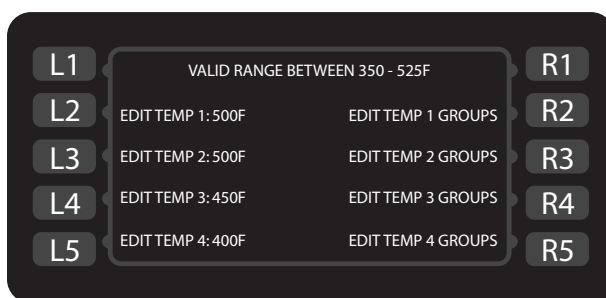 L1 VALID RANGE BETWEEN 350 - 525F R1
L2 EDIT TEMP 1: 500F EDIT TEMP 1 GROUPS R2
L3 EDIT TEMP 2: 500F EDIT TEMP 2 GROUPS R3
L4 EDIT TEMP 3: 450F EDIT TEMP 3 GROUPS R4
L5 EDIT TEMP 4: 400F EDIT TEMP 4 GROUPS R5